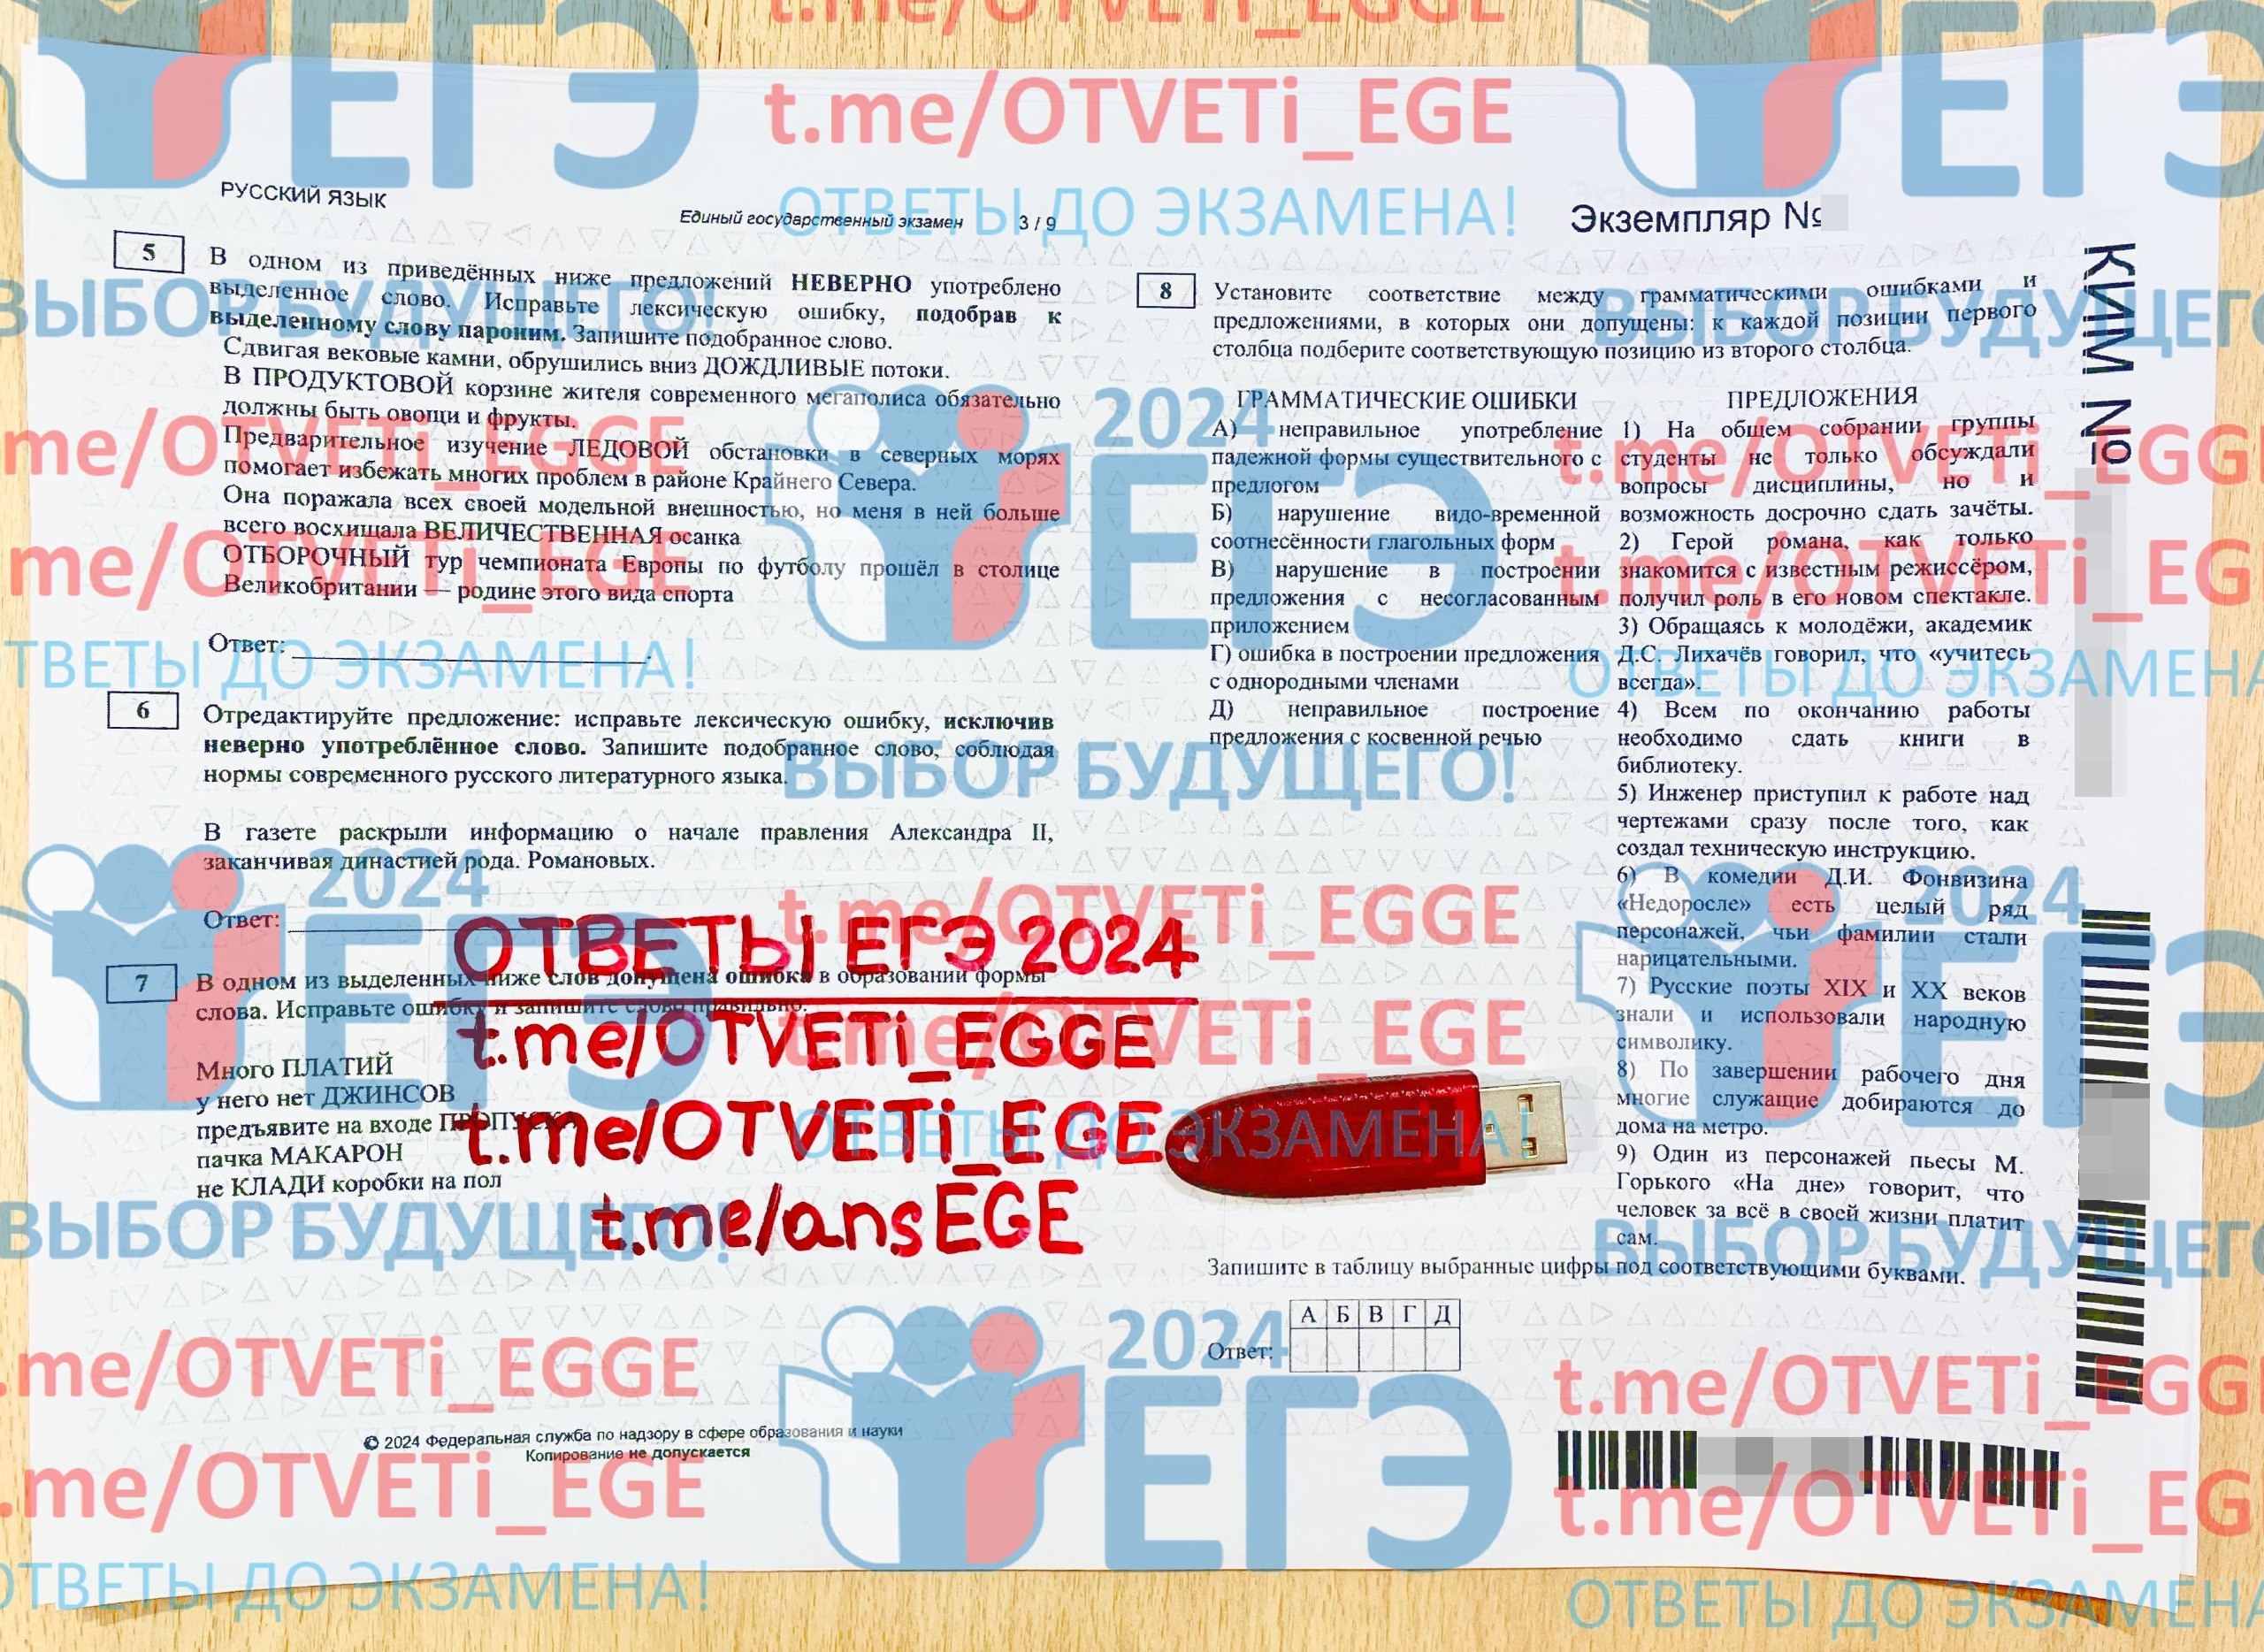 t.me/OTVETi_EGGE
t.me/OTVETi_EGE
ОТВЕТЫ ДО ЭКЗАМЕНА!
ЕГЭ
ЕГЭ
РУССКИЙ ЯЗЫК
Единый государственный экзамен 3 / 9
Экземпляр №
КИМ №
5
В одном из приведённых ниже предложений НЕВЕРНО употреблено
выделенное слово. Исправьте лексическую ошибку, подобрав к
выделенному слову пароним. Запишите подобранное слово.
Сдвигая вековые камни, обрушились вниз ДОЖДЛИВЫЕ потоки.
В ПРОДУКТОВОЙ корзине жителя современного мегаполиса обязательно
должны быть овощи и фрукты.
Предварительное изучение ЛЕДОВОЙ обстановки в северных морях
помогает избежать многих проблем в районе Крайнего Севера.
Она поражала всех своей модельной внешностью, но меня в ней больше
всего восхищала ВЕЛИЧЕСТВЕННАЯ осанка
ОТБОРОЧНЫЙ тур чемпионата Европы по футболу прошёл в столице
Великобритании — родине этого вида спорта
Ответ:
6
Отредактируйте предложение: исправьте лексическую ошибку, исключив
неверно употреблённое слово. Запишите подобранное слово, соблюдая
нормы современного русского литературного языка.
В газете раскрыли информацию о начале правления Александра II,
заканчивая династией рода. Романовых.
Ответ:
7
В одном из выделенных ниже слов допущена ошибка в образовании формы
слова. Исправьте ошибку и запишите слово правильно.
Много ПЛАТИЙ
у него нет ДЖИНСОВ
предъявите на входе ПРОПУСКА
пачка МАКАРОН
не КЛАДИ коробки на пол
ОТВЕТЫ ЕГЭ 2024
t.me/OTVETi_EGGE
t.me/OTVETi_EGE
t.me/ansEGE
© 2024 Федеральная служба по надзору в сфере образования и науки
Копирование не допускается
8
Установите соответствие между грамматическими ошибками и
предложениями, в которых они допущены: к каждой позиции первого
столбца подберите соответствующую позицию из второго столбца.
ГРАММАТИЧЕСКИЕ ОШИБКИ
А) неправильное употребление
падежной формы существительного с
предлогом
Б) нарушение видо-временной
соотнесённости глагольных форм
В) нарушение в построении
предложения с несогласованным
приложением
Г) ошибка в построении предложения
с однородными членами
Д) неправильное построение
предложения с косвенной речью
ПРЕДЛОЖЕНИЯ
1) На общем собрании группы
студенты не только обсуждали
вопросы дисциплины, но и
возможность досрочно сдать зачёты.
2) Герой романа, как только
знакомится с известным режиссёром,
получил роль в его новом спектакле.
3) Обращаясь к молодёжи, академик
Д.С. Лихачёв говорил, что «учитесь
всегда».
4) Всем по окончанию работы
необходимо сдать книги в
библиотеку.
5) Инженер приступил к работе над
чертежами сразу после того, как
создал техническую инструкцию.
6) В комедии Д.И. Фонвизина
«Недоросле» есть целый ряд
персонажей, чьи фамилии стали
нарицательными.
7) Русские поэты XIX и XX веков
знали и использовали народную
символику.
8) По завершении рабочего дня
многие служащие добираются до
дома на метро.
9) Один из персонажей пьесы М.
Горького «На дне» говорит, что
человек за всё в своей жизни платит
сам.
Запишите в таблицу выбранные цифры под соответствующими буквами.
А Б В Г Д
Ответ:
2024
ЕГЭ
ВЫБОР БУДУЩЕГО!
t.me/OTVETi_EGGE
t.me/OTVETi_EGE
ОТВЕТЫ ДО ЭКЗАМЕНА!
2024
ЕГЭ